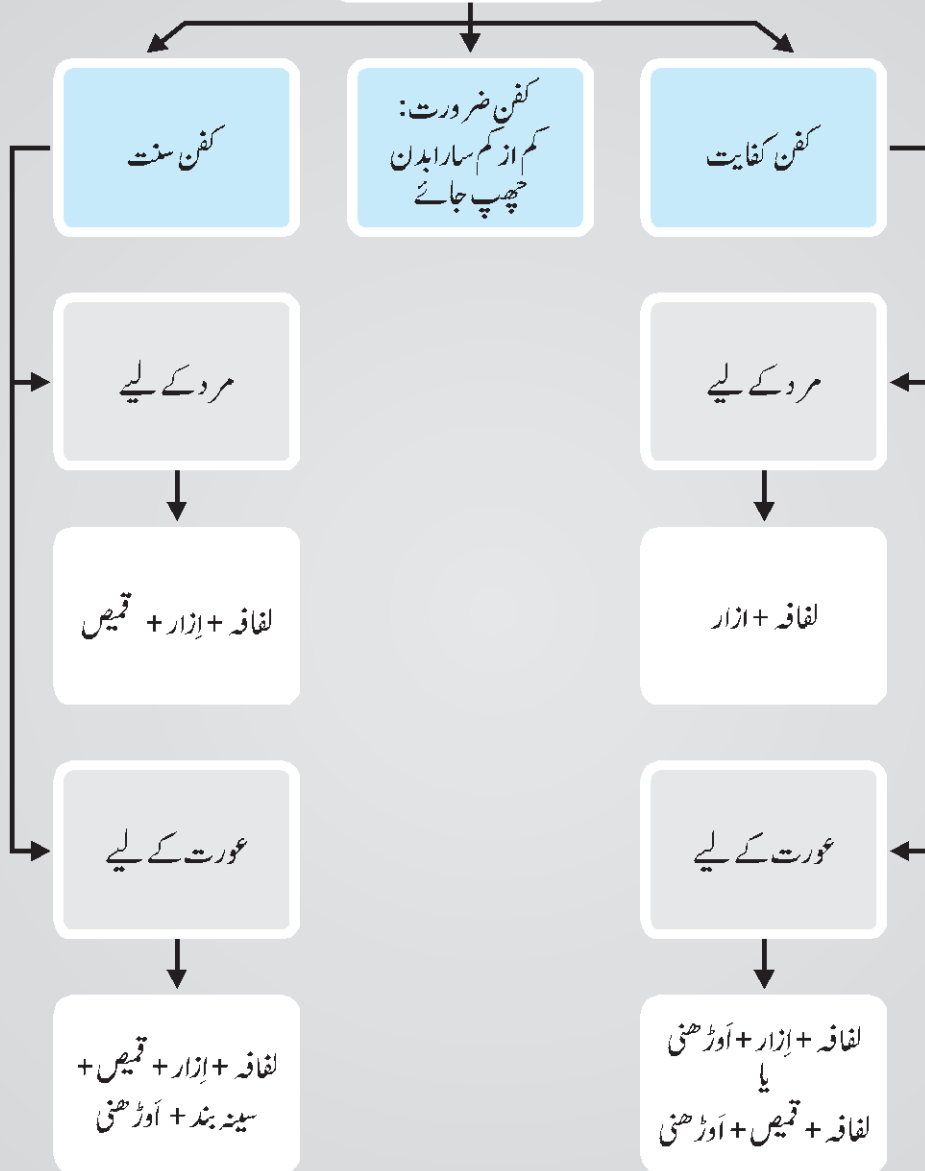 کفن کفایت
کفن ضرورت:
کم از کم سارا بدن
چھپ جائے
کفن سنت
مرد کے لیے
مرد کے لیے
لفافہ + ازار
لفافہ + اِزار + قمیص
عورت کے لیے
عورت کے لیے
لفافہ + اِزار + اَوڑھنی
یا
لفافہ + قمیص + اَوڑھنی
لفافہ + اِزار + قمیص +
سینہ بند + اَوڑھنی